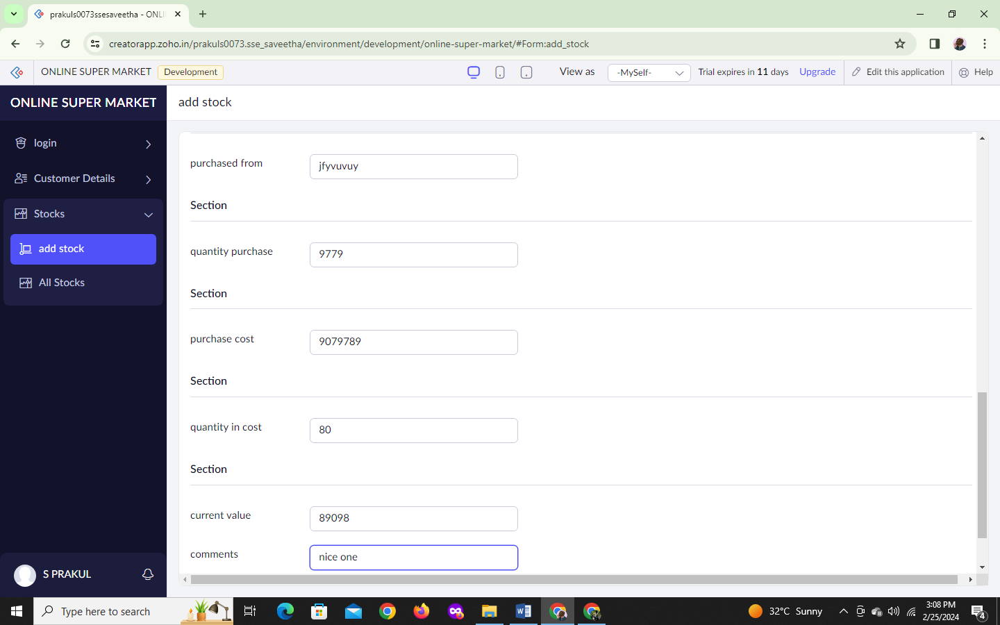 prakuls0073ssesaveetha - ONLI
creatorapp.zoho.in/prakuls0073.sse_saveetha/environment/development/online-super-market/#Form:add_stock
ONLINE SUPER MARKET Development View as -MySelf- Trial expires in 11 days Upgrade Edit this application Help
ONLINE SUPER MARKET
add stock
login
Customer Details
Stocks
add stock
All Stocks
S PRAKUL
purchased from jfyvuvuy
Section
quantity purchase 9779
Section
purchase cost 9079789
Section
quantity in cost 80
Section
current value 89098
comments nice one
Type here to search
32°C Sunny
3:08 PM
2/25/2024
4